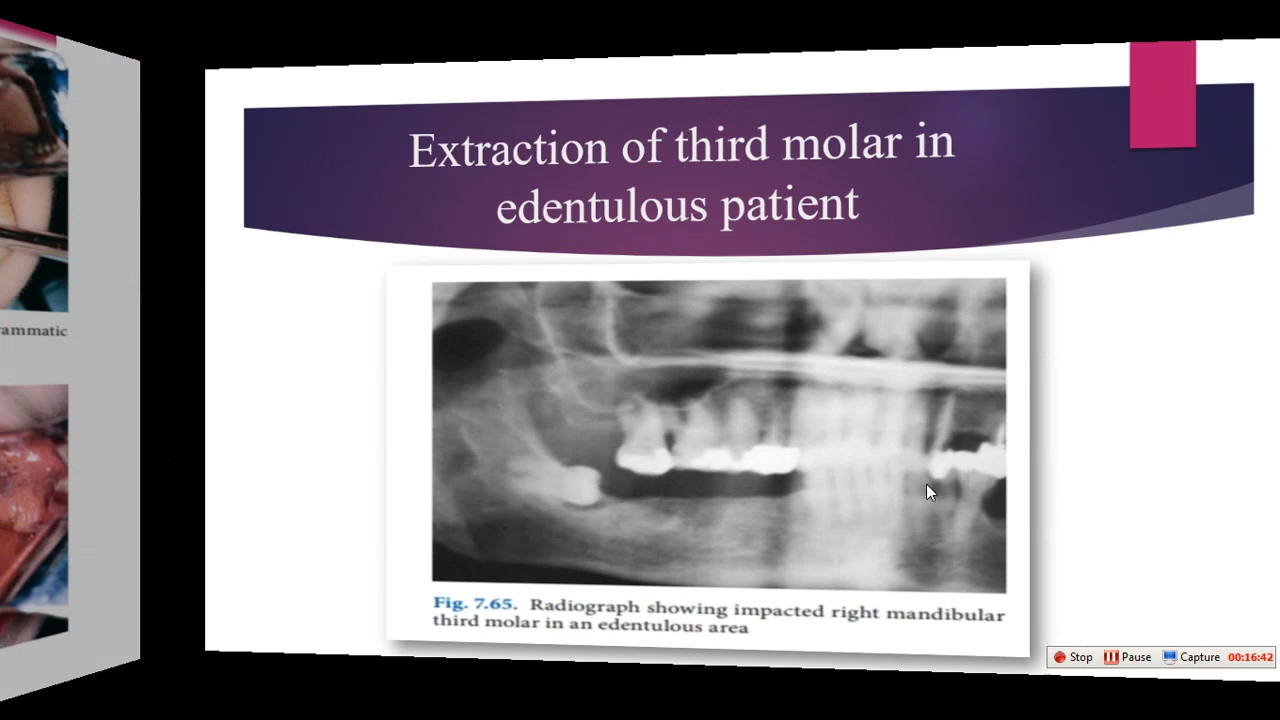 Extraction of third molar in
edentulous patient
Fig. 7.65. Radiograph showing impacted right mandibular
third molar in an edentulous area
Stop Pause Capture 00:16:42